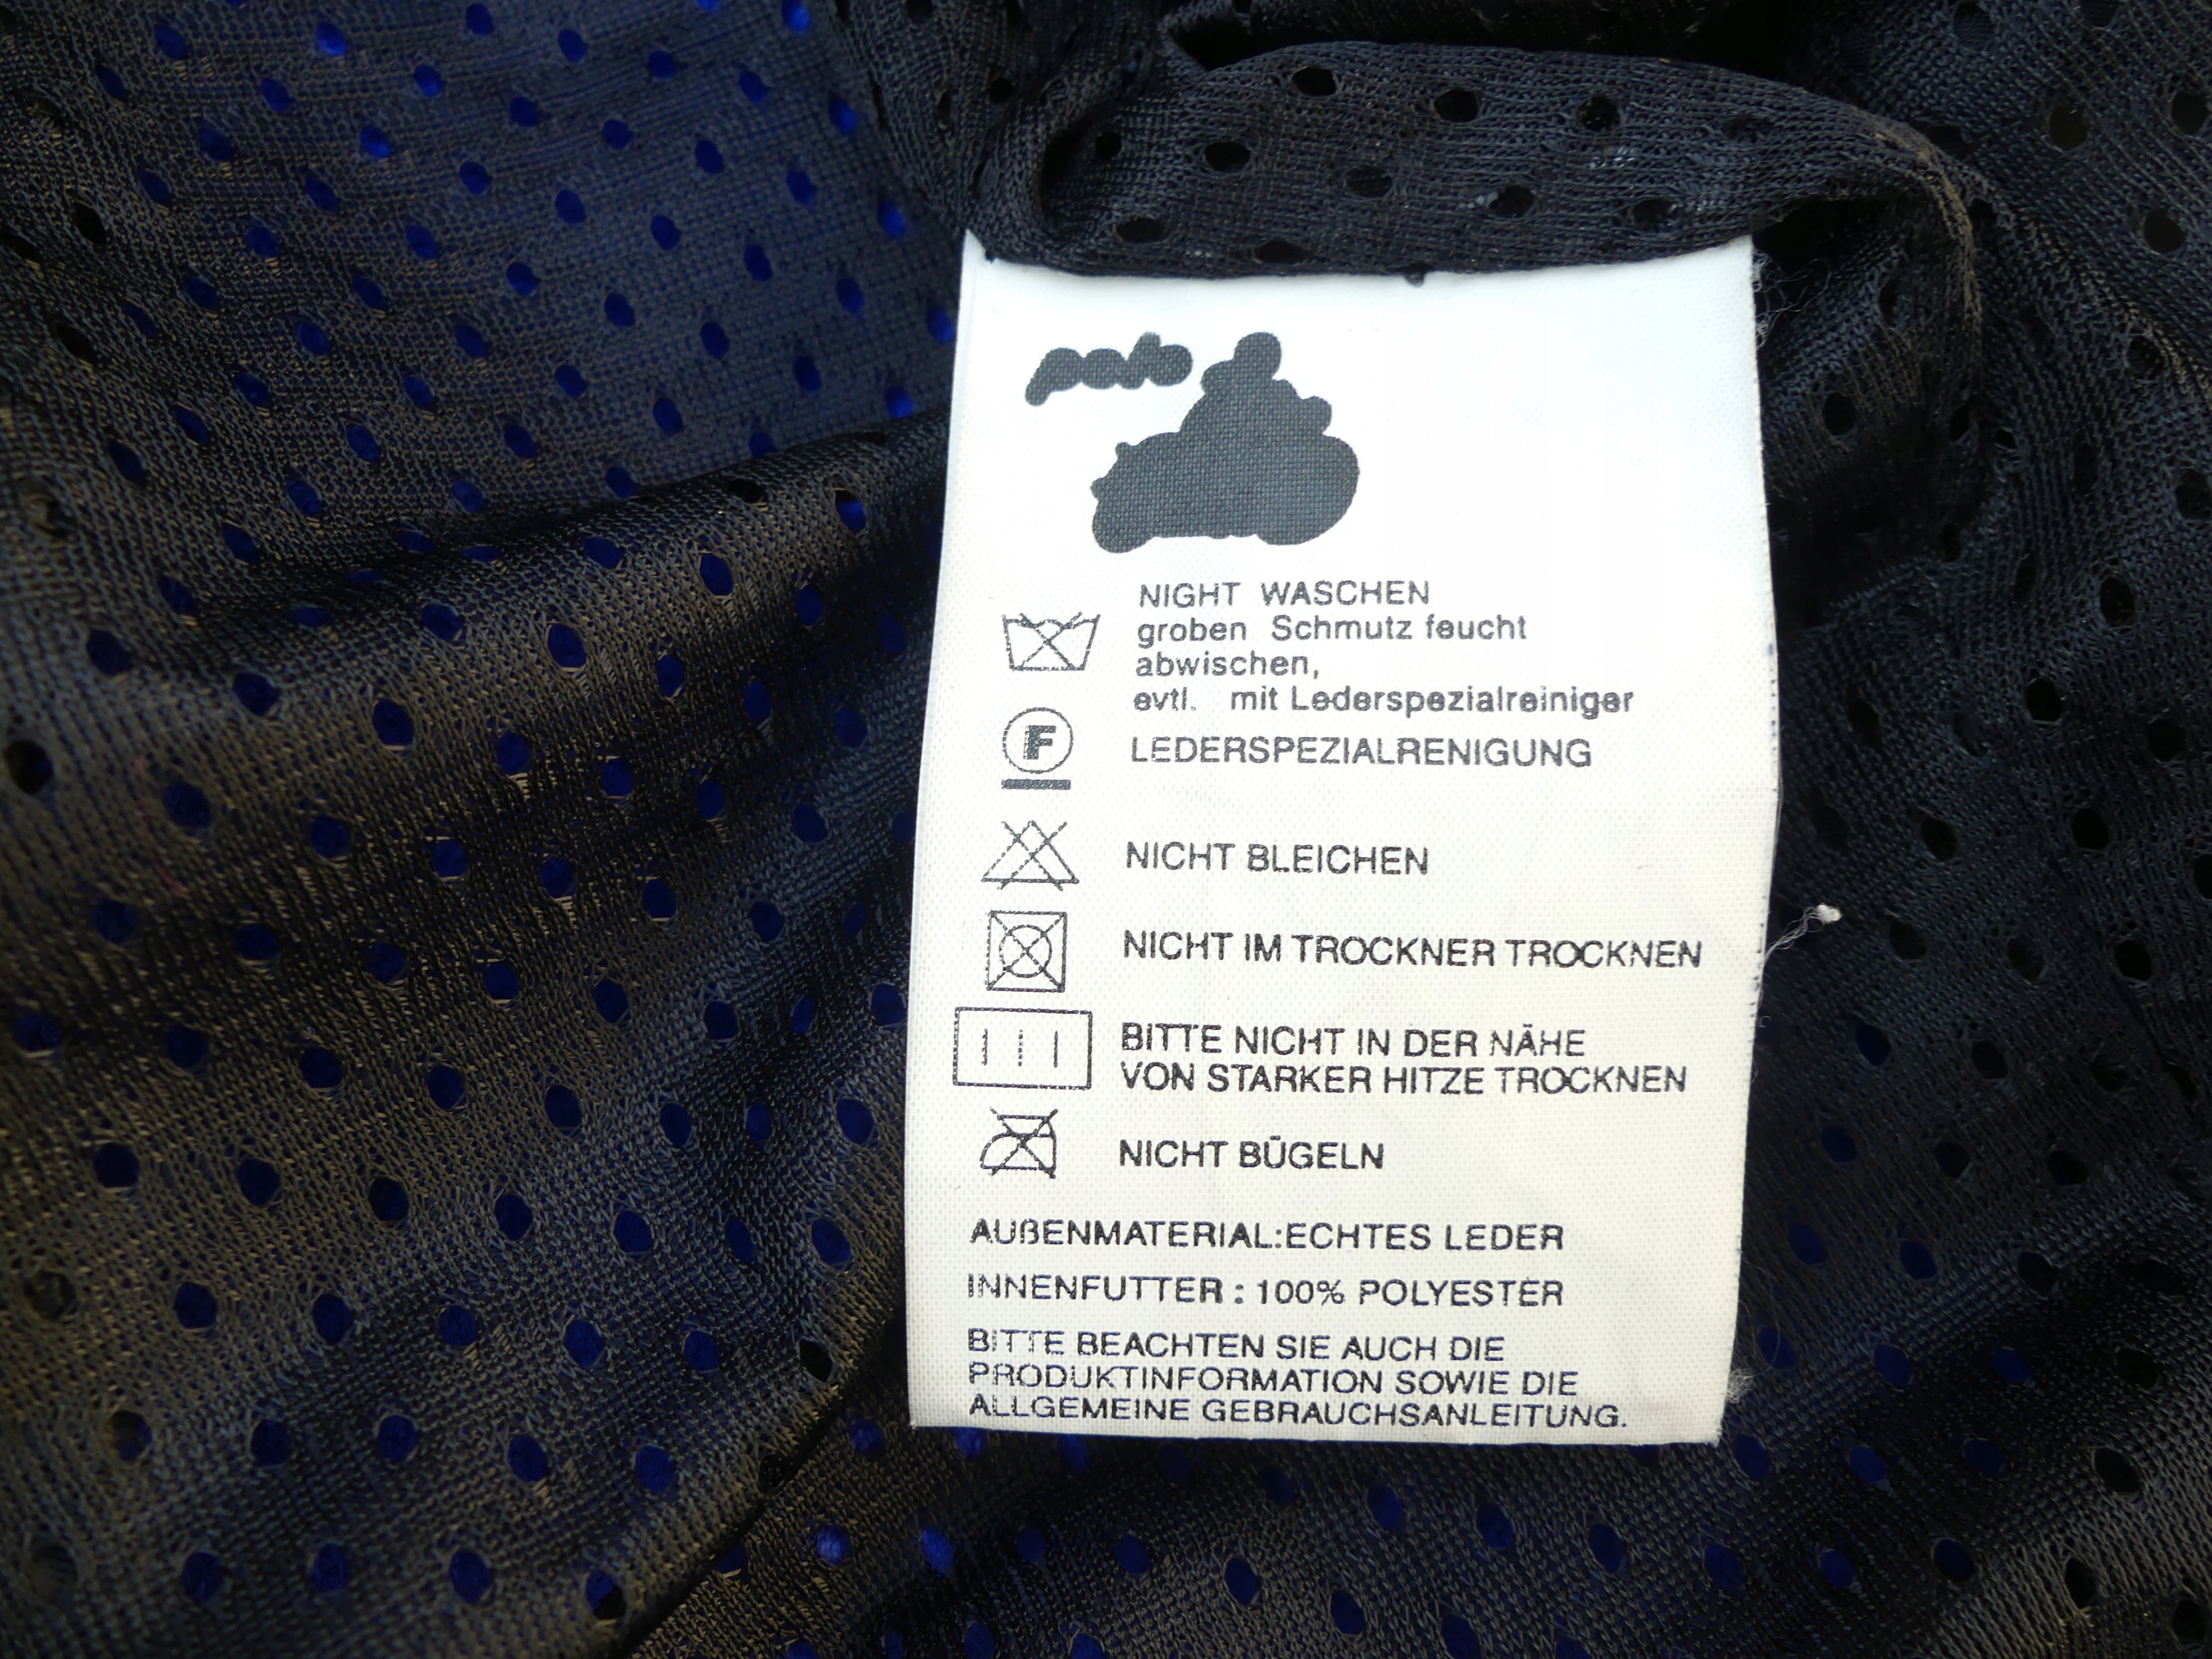 polo
NIGHT WASCHEN
groben Schmutz feucht
abwischen,
evtl. mit Lederspezialreiniger
F
LEDERSPEZIALRENIGUNG
NICHT BLEICHEN
NICHT IM TROCKNER TROCKNEN
BITTE NICHT IN DER NÄHE
VON STARKER HITZE TROCKNEN
NICHT BÜGELN
AUßENMATERIAL:ECHTES LEDER
INNENFUTTER : 100% POLYESTER
BITTE BEACHTEN SIE AUCH DIE
PRODUKTINFORMATION SOWIE DIE
ALLGEMEINE GEBRAUCHSANLEITUNG.